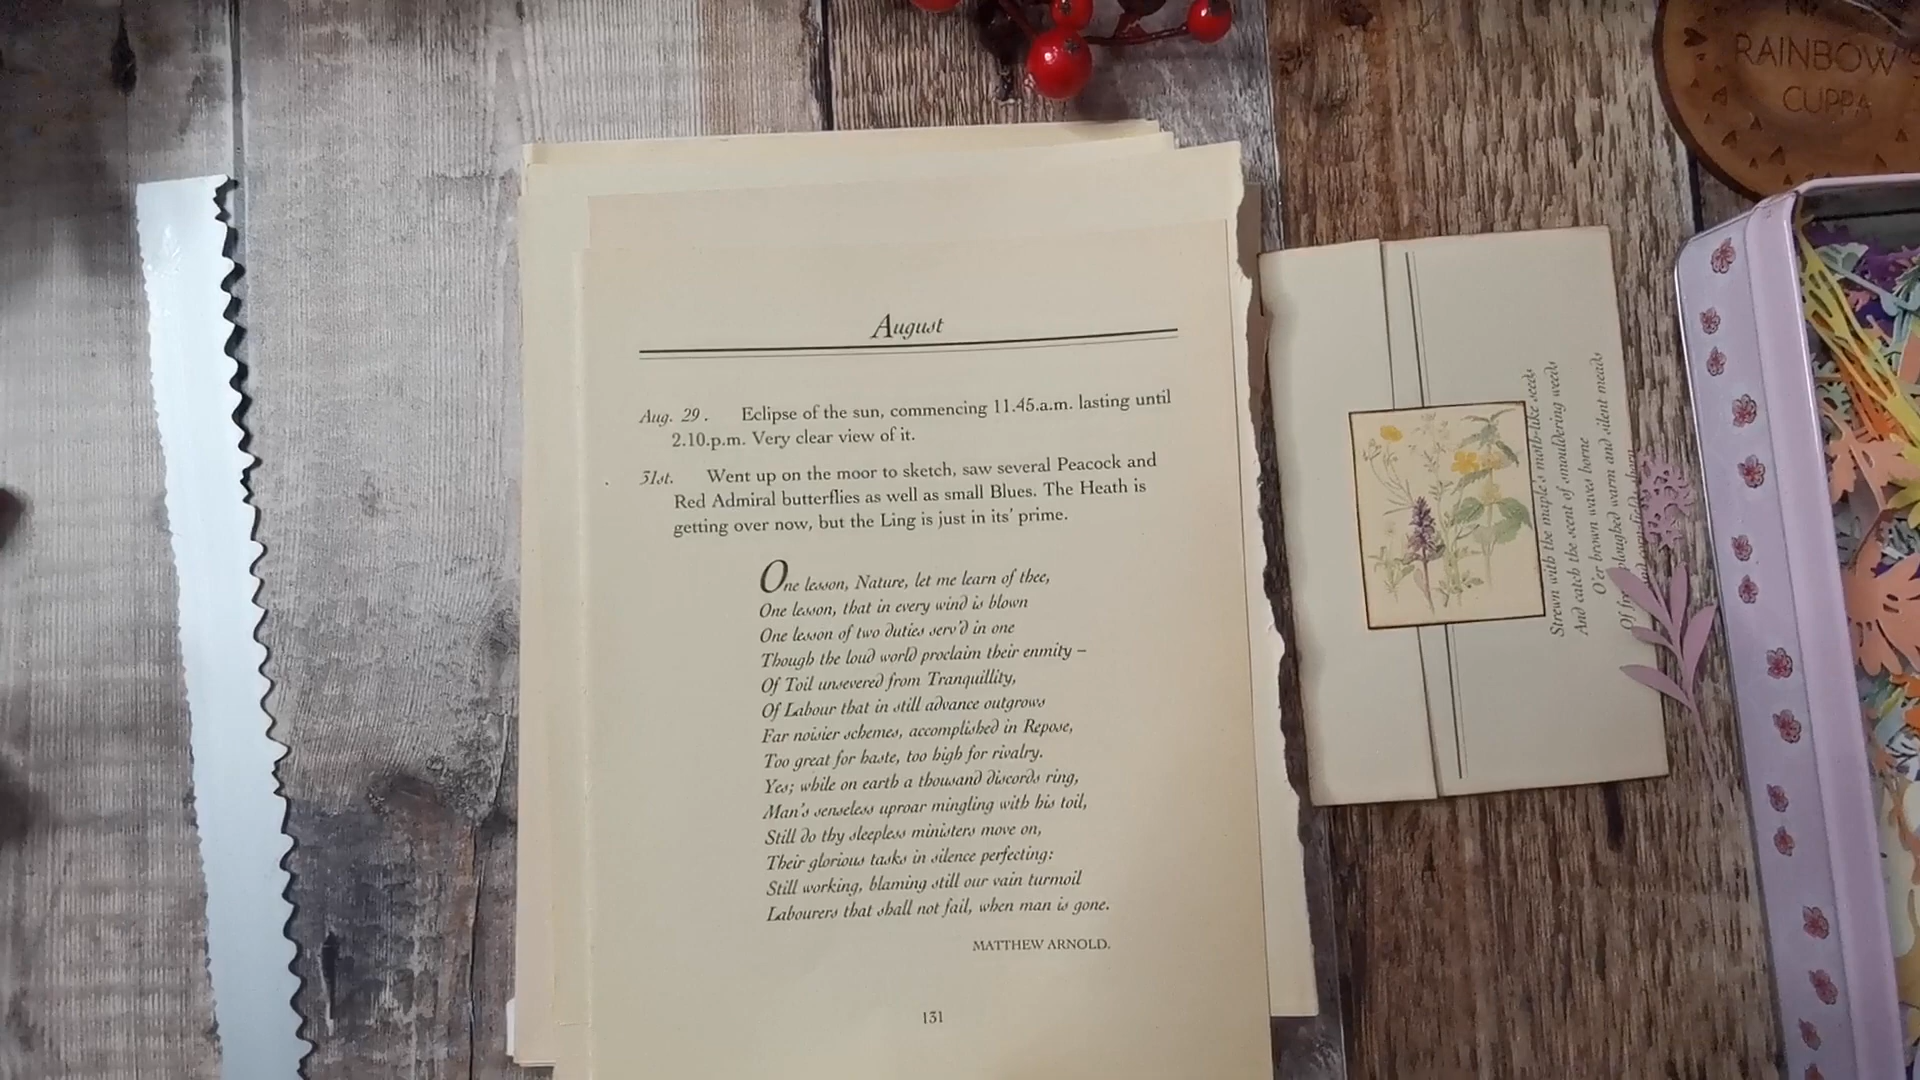 August
Aug. 29. Eclipse of the sun, commencing 11.45.a.m. lasting until
2.10.p.m. Very clear view of it.
31st. Went up on the moor to sketch, saw several Peacock and
Red Admiral butterflies as well as small Blues. The Heath is
getting over now, but the Ling is just in its' prime.
One lesson, Nature, let me learn of thee,
One lesson, that in every wind is blown
One lesson of two duties serv'd in one
Though the loud world proclaim their enmity –
Of Toil unsevered from Tranquillity,
Of Labour that in still advance outgrows
Far noisier schemes, accomplished in Repose,
Too great for haste, too high for rivalry.
Yes; while on earth a thousand discords ring,
Man's senseless uproar mingling with his toil,
Still do thy sleepless ministers move on,
Their glorious tasks in silence perfecting:
Still working, blaming still our vain turmoil
Labourers that shall not fail, when man is gone.
MATTHEW ARNOLD.
131
Strewn with the maple's moth-like seeds
And catch the scent of smouldering weeds
O'er brown waves borne
Of ploughed warm and silent meads
RAINBOW'S
CUPPA